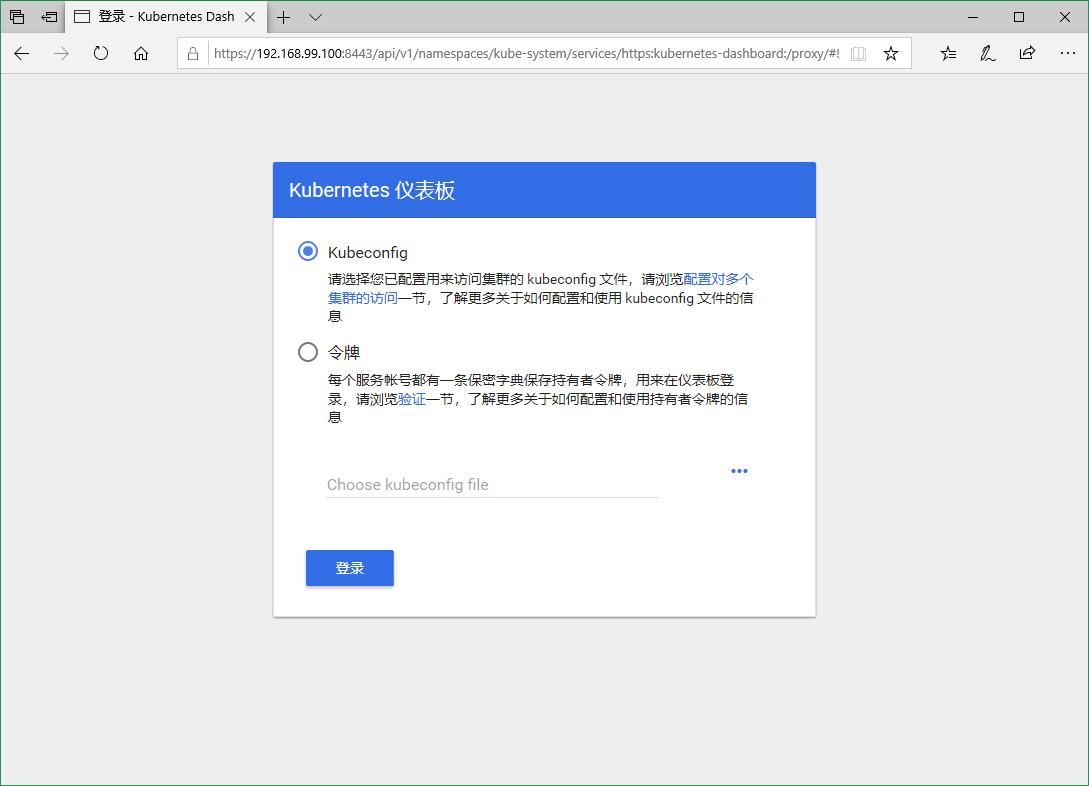 登录 - Kubernetes Dash
https://192.168.99.100:8443/api/v1/namespaces/kube-system/services/https:kubernetes-dashboard:/proxy/#!
Kubernetes 仪表板
Kubeconfig
请选择您已配置用来访问集群的 kubeconfig 文件，请浏览配置对多个
集群的访问一节，了解更多关于如何配置和使用 kubeconfig 文件的信
息
令牌
每个服务帐号都有一条保密字典保存持有者令牌，用来在仪表板登
录，请浏览验证一节，了解更多关于如何配置和使用持有者令牌的信
息
Choose kubeconfig file
登录